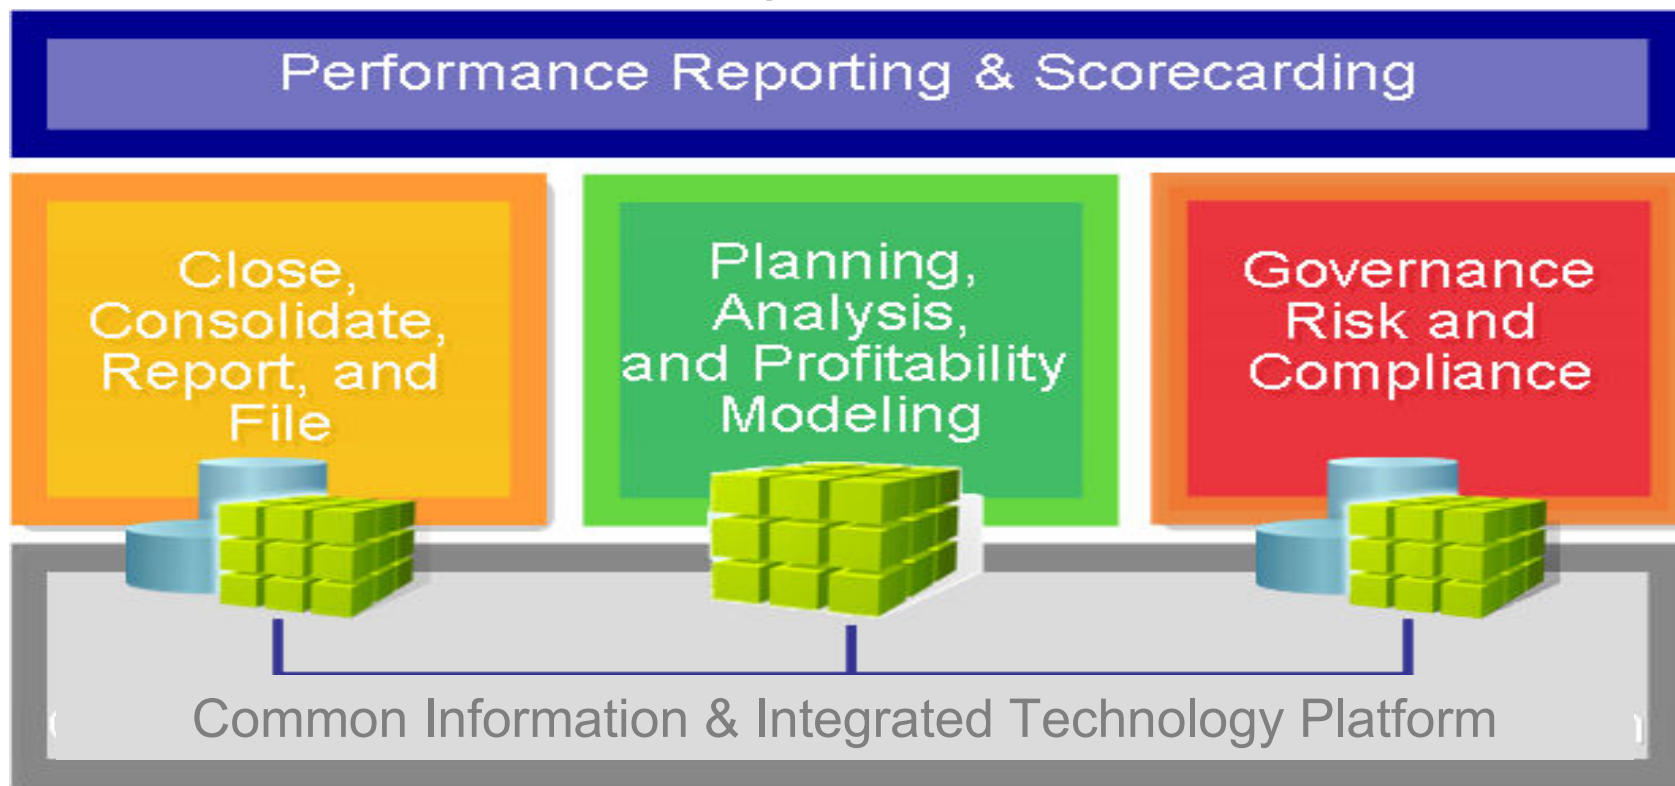 Performance Reporting & Scorecarding
Close,
Consolidate,
Report, and
File
Planning,
Analysis,
and Profitability
Modeling
Governance
Risk and
Compliance
Common Information & Integrated Technology Platform